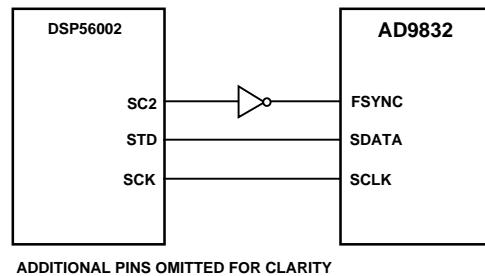 DSP56002
AD9832
SC2
FSYNC
STD
SDATA
SCK
SCLK
ADDITIONAL PINS OMITTED FOR CLARITY